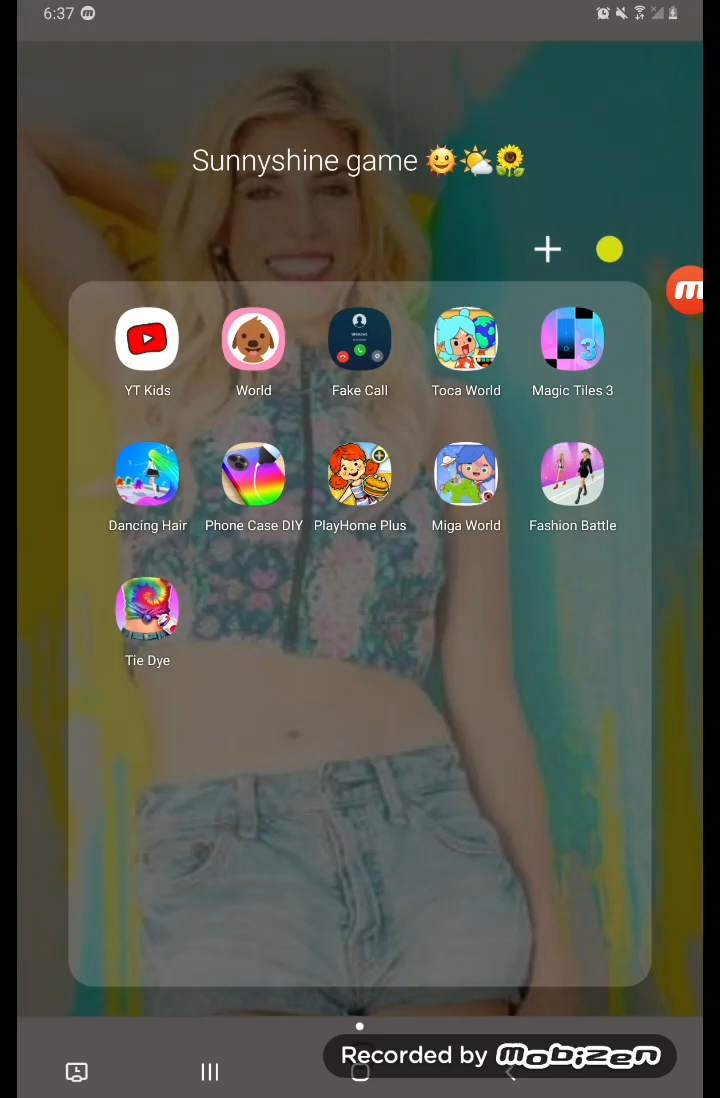 6:37
Sunnyshine game 🌞🌤️🌻
YT Kids
World
Fake Call
Toca World
Magic Tiles 3
3
Dancing Hair
Phone Case DIY
PlayHome Plus
Miga World
Fashion Battle
Tie Dye
Recorded by mobizen